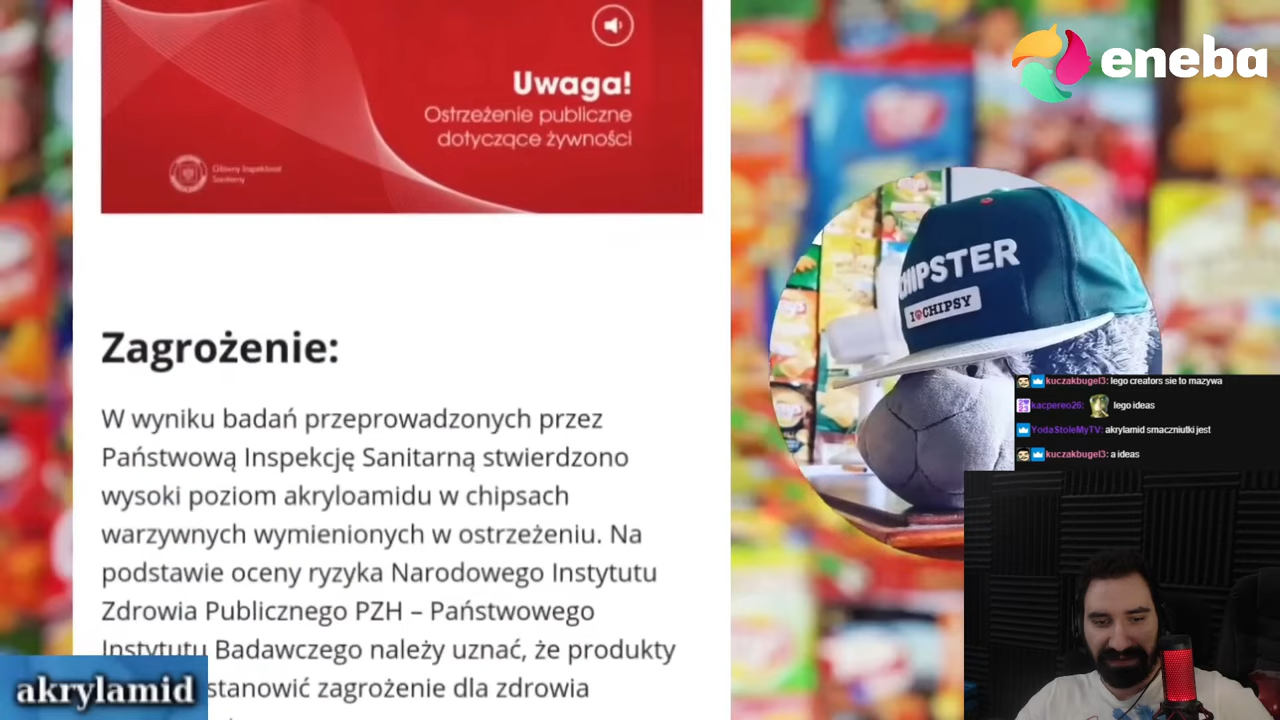 Uwaga!
Ostrzeżenie publiczne
dotyczące żywności
Główny Inspektorat
Sanitarny
eneba
CHIPSTER
I CHIPSY
Zagrożenie:
W wyniku badań przeprowadzonych przez
Państwową Inspekcję Sanitarną stwierdzono
wysoki poziom akryloamidu w chipsach
warzywnych wymienionych w ostrzeżeniu. Na
podstawie oceny ryzyka Narodowego Instytutu
Zdrowia Publicznego PZH – Państwowego
Instytutu Badawczego należy uznać, że produkty
stanowić zagrożenie dla zdrowia
akrylamid
kuczakbugel3: lego creators sie to mazywa
kacpereo26: lego ideas
YodaStoleMyTV: akrylamid smaczniutki jest
kuczakbugel3: a ideas